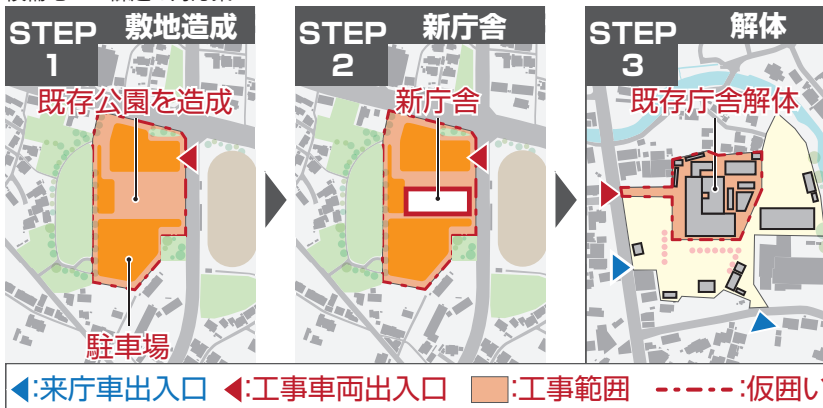 STEP 1 敷地造成
既存公園を造成
駐車場
STEP 2 新庁舎
新庁舎
STEP 3 解体
既存庁舎解体
:来庁車出入口 :工事車両出入口 :工事範囲 :仮囲い